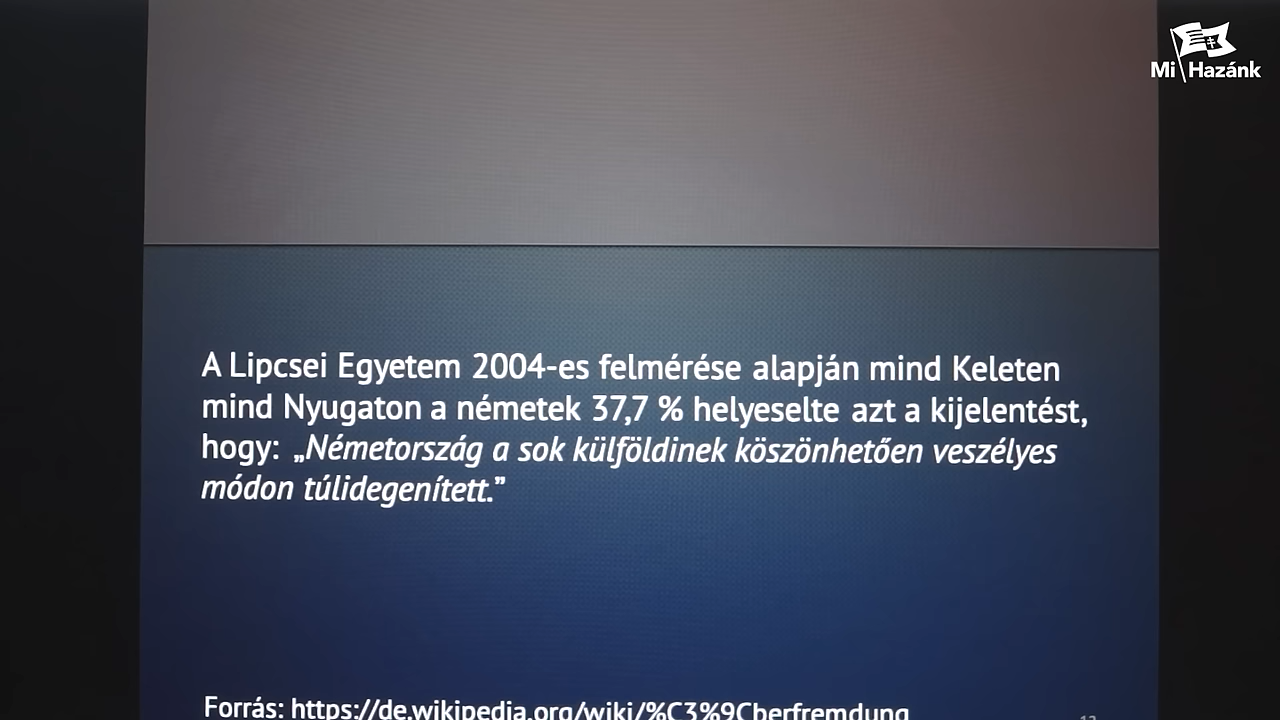 Mi Hazánk
A Lipcsei Egyetem 2004-es felmérése alapján mind Keleten
mind Nyugaton a németek 37,7 % helyeselte azt a kijelentést,
hogy: „Németország a sok külföldinek köszönhetően veszélyes
módon túlidegenített.”
Forrás: https://de.wikipedia.org/wiki/%C3%9Cberfremdung